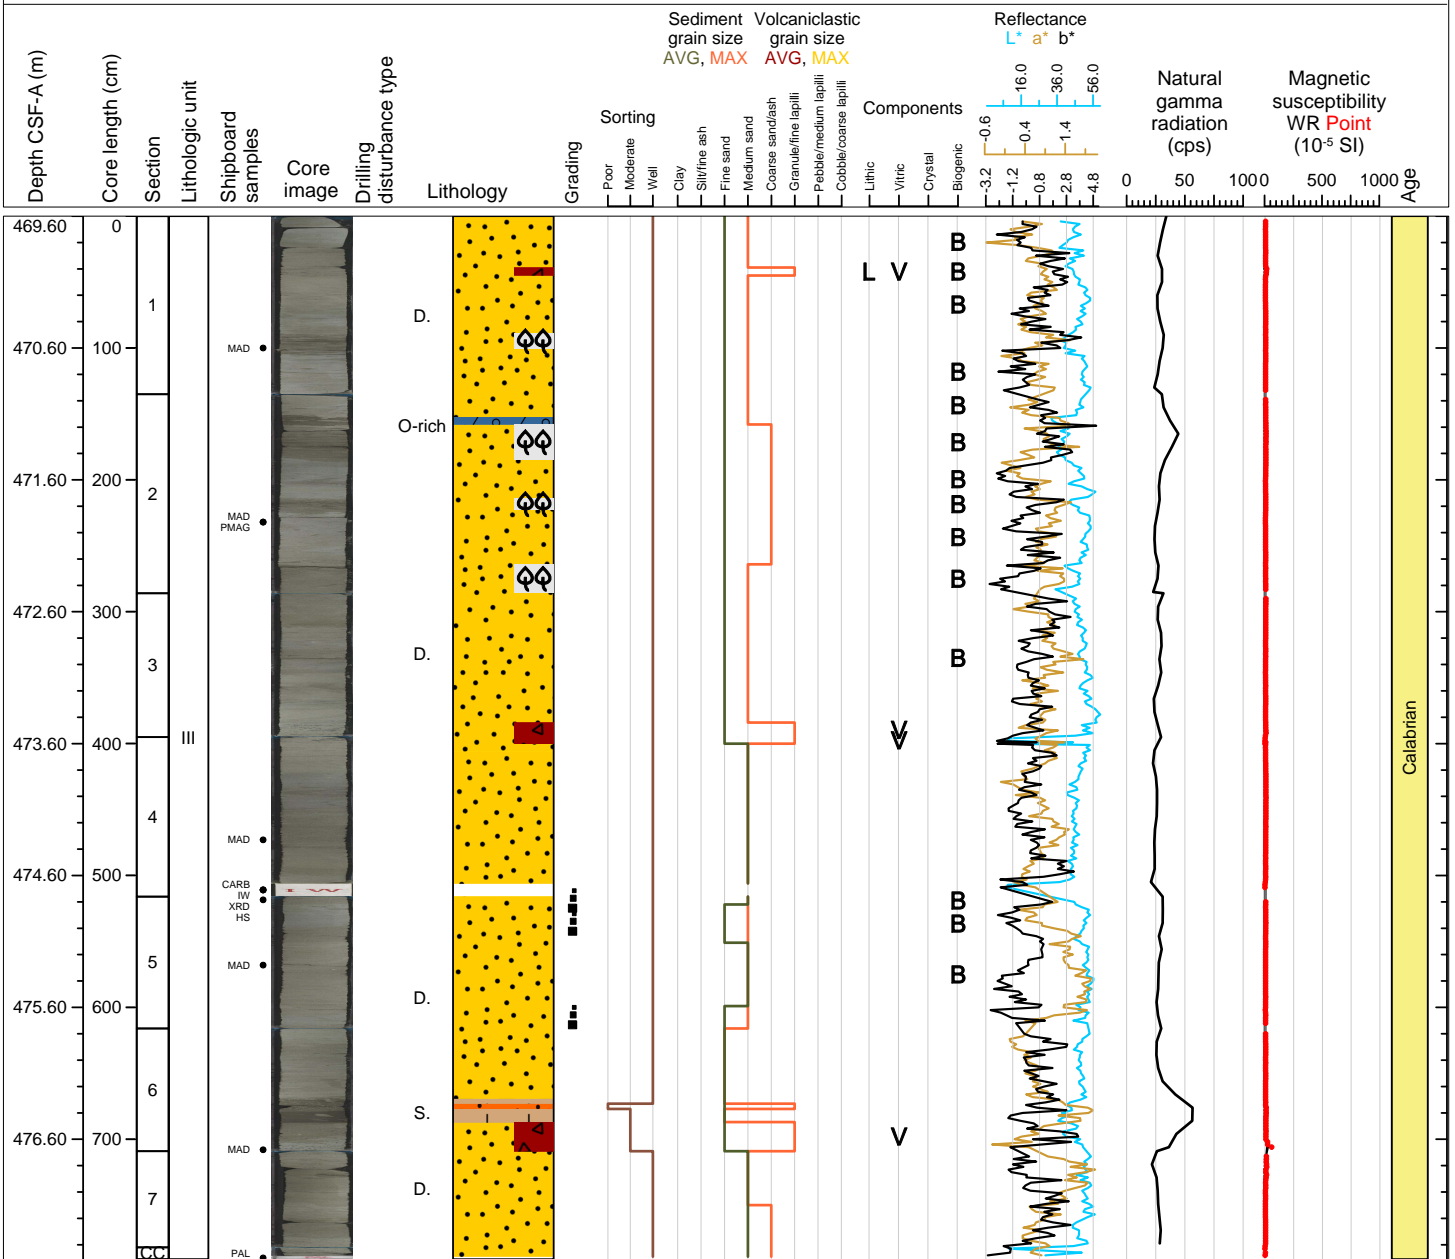 Sediment grain size
AVG, MAX
Volcaniclastic grain size
AVG, MAX
Reflectance
L* a* b*
16.0 36.0 56.0
-0.6 0.4 1.4
-3.2 -1.2 0.8 2.8 4.8
Depth CSF-A (m)
Core length (cm)
Section
Lithologic unit
Shipboard samples
Core image
Drilling disturbance type
Lithology
Grading
Sorting
Poor
Moderate
Well
Clay
Silt/fine ash
Fine sand
Medium sand
Coarse sand/ash
Granule/fine lapilli
Pebble/medium lapilli
Cobble/coarse lapilli
Components
Lithic
Vitric
Crystal
Biogenic
Natural gamma radiation (cps)
0 50 100
Magnetic susceptibility
WR Point
(10⁻⁵ SI)
0 500 1000
Age
469.60 0
B
L V B
1
B
D.
470.60 100 MAD
B
B
O-rich
B
471.60 200 B
2
B
MAD
PMAG
B
B
472.60 300
3
D. B
V
III
473.60 400 V
Calabrian
4
MAD
474.60 500
CARB
IW
I W
XRD
HS
B
B
5
MAD
B
D.
475.60 600
6
S.
476.60 700 V
MAD
D.
7
CC
PAL